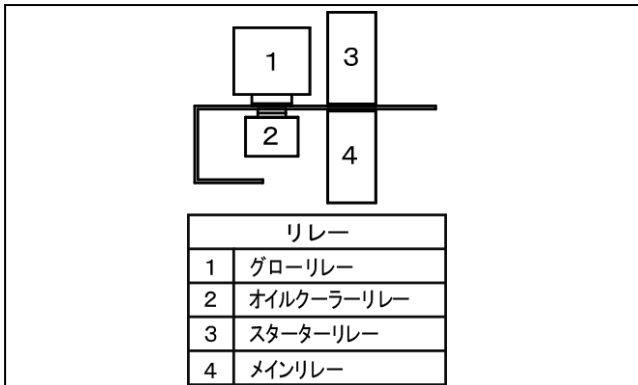 1
3
2
4
リレー
1 グローリレー
2 オイルクーラーリレー
3 スターターリレー
4 メインリレー